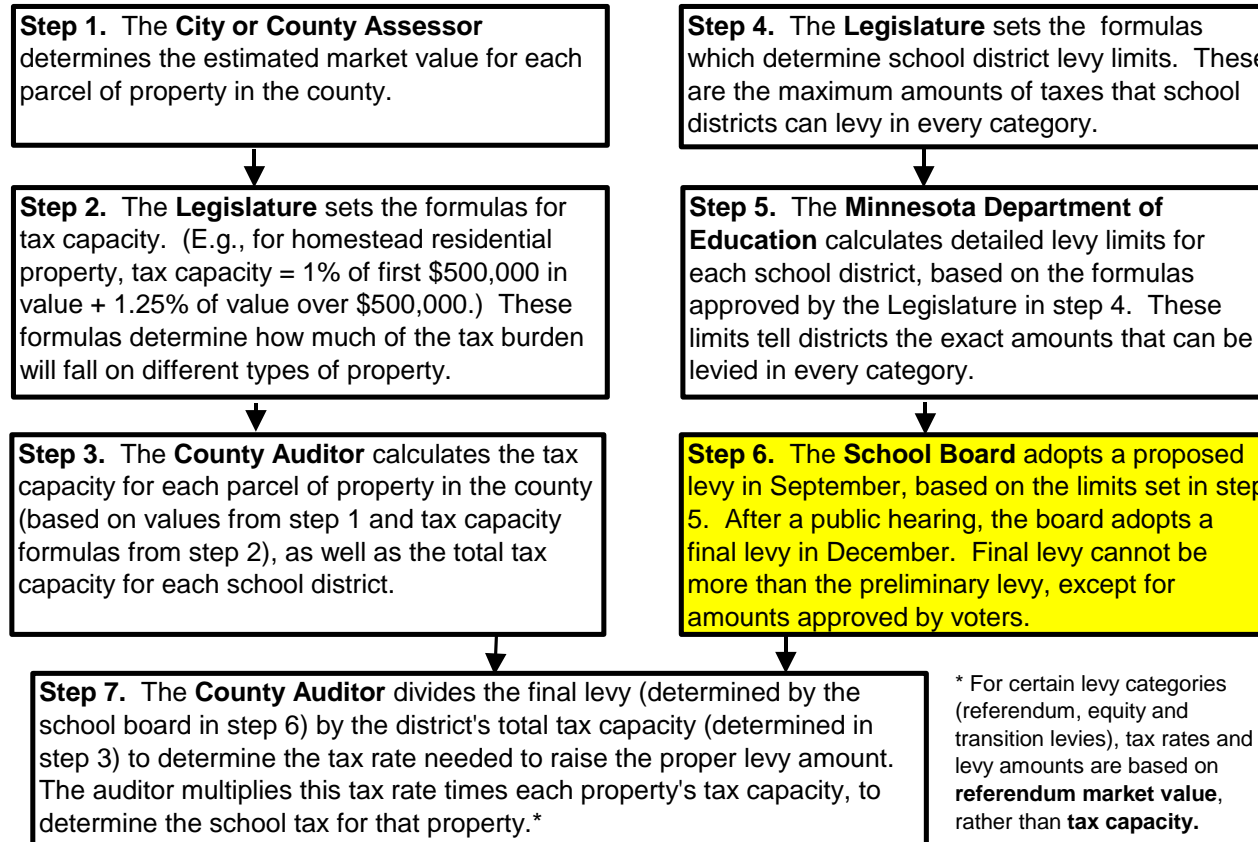 Step 1. The City or County Assessor
determines the estimated market value for each
parcel of property in the county.
Step 2. The Legislature sets the formulas for
tax capacity. (E.g., for homestead residential
property, tax capacity = 1% of first $500,000 in
value + 1.25% of value over $500,000.) These
formulas determine how much of the tax burden
will fall on different types of property.
Step 3. The County Auditor calculates the tax
capacity for each parcel of property in the county
(based on values from step 1 and tax capacity
formulas from step 2), as well as the total tax
capacity for each school district.
Step 4. The Legislature sets the formulas
which determine school district levy limits. These
are the maximum amounts of taxes that school
districts can levy in every category.
Step 5. The Minnesota Department of
Education calculates detailed levy limits for
each school district, based on the formulas
approved by the Legislature in step 4. These
limits tell districts the exact amounts that can be
levied in every category.
Step 6. The School Board adopts a proposed
levy in September, based on the limits set in step
5. After a public hearing, the board adopts a
final levy in December. Final levy cannot be
more than the preliminary levy, except for
amounts approved by voters.
Step 7. The County Auditor divides the final levy (determined by the
school board in step 6) by the district's total tax capacity (determined in
step 3) to determine the tax rate needed to raise the proper levy amount.
The auditor multiplies this tax rate times each property's tax capacity, to
determine the school tax for that property.*
* For certain levy categories
(referendum, equity and
transition levies), tax rates and
levy amounts are based on
referendum market value,
rather than tax capacity.